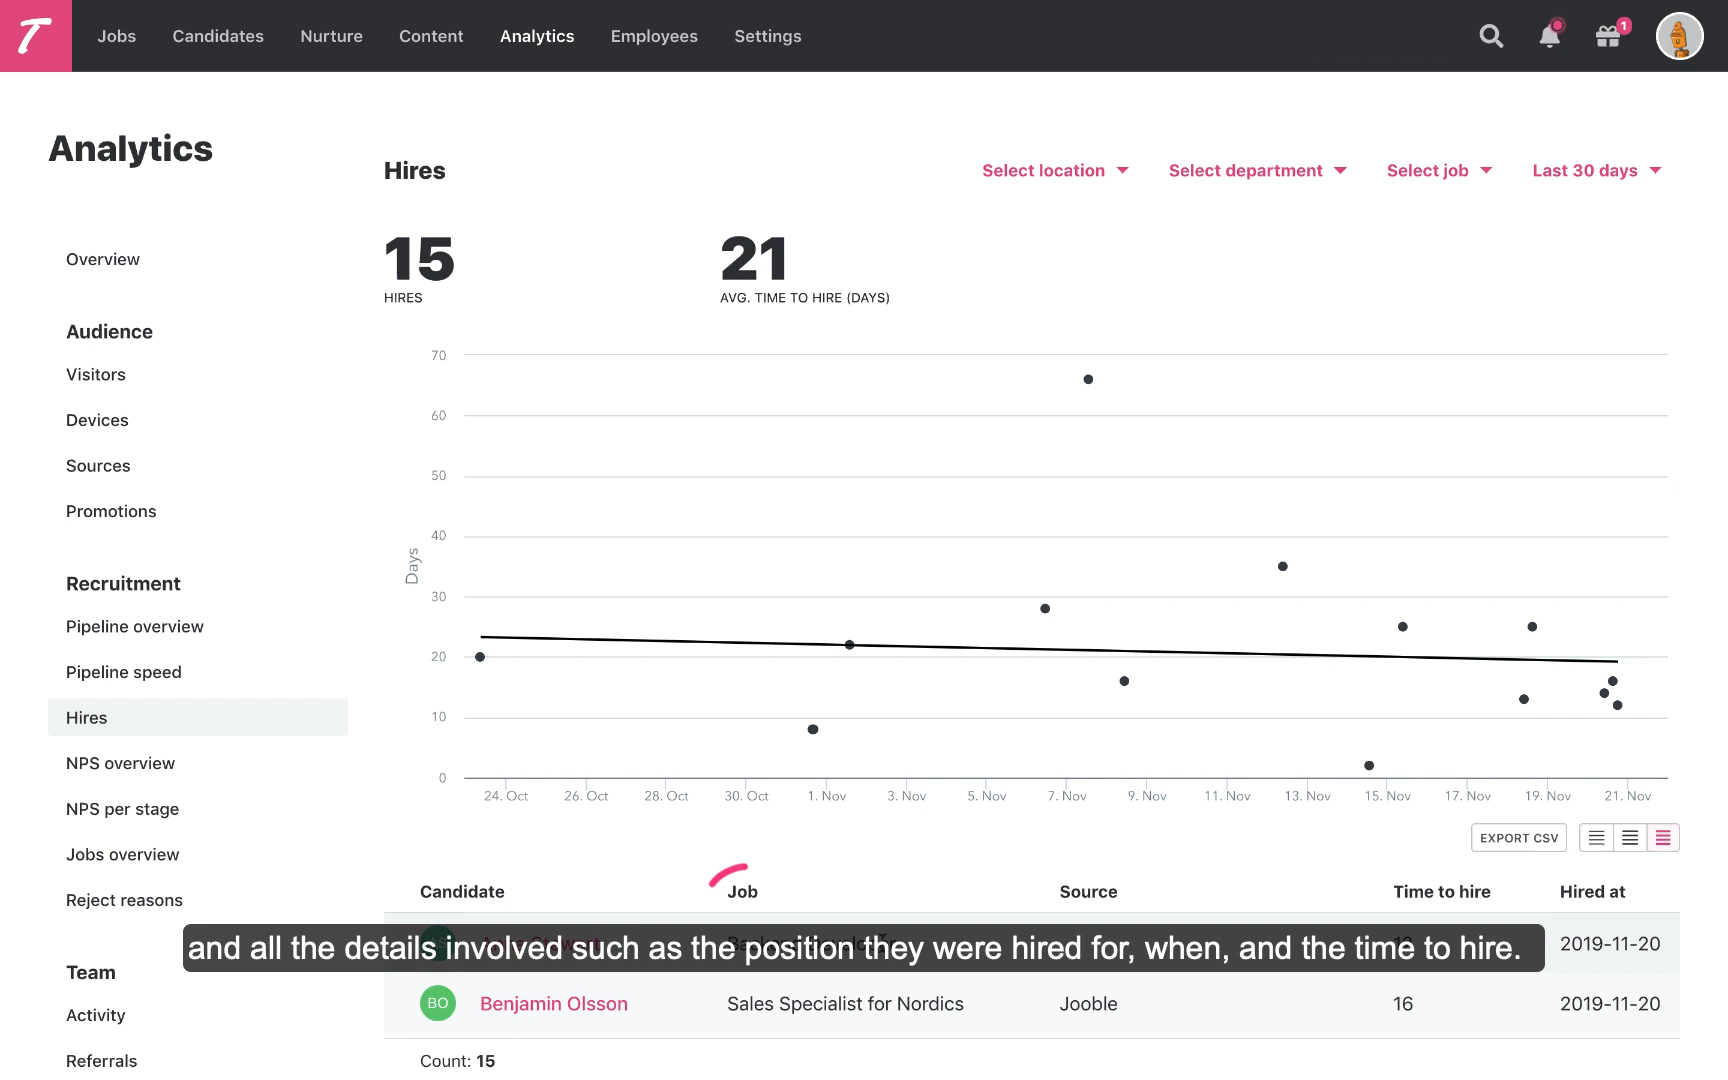 Jobs Candidates Nurture Content Analytics Employees Settings 1
Analytics
Overview
Audience
Visitors
Devices
Sources
Promotions
Recruitment
Pipeline overview
Pipeline speed
Hires
NPS overview
NPS per stage
Jobs overview
Reject reasons
Team
Activity
Referrals
Hires Select location Select department Select job Last 30 days
15 21
HIRES AVG. TIME TO HIRE (DAYS)
Days
70
60
50
40
30
20
10
0
24. Oct 26. Oct 28. Oct 30. Oct 1. Nov 3. Nov 5. Nov 7. Nov 9. Nov 11. Nov 13. Nov 15. Nov 17. Nov 19. Nov 21. Nov
EXPORT CSV
Candidate Job Source Time to hire Hired at
2019-11-20
and all the details involved such as the position they were hired for, when, and the time to hire.
BO Benjamin Olsson Sales Specialist for Nordics Jooble 16 2019-11-20
Count: 15